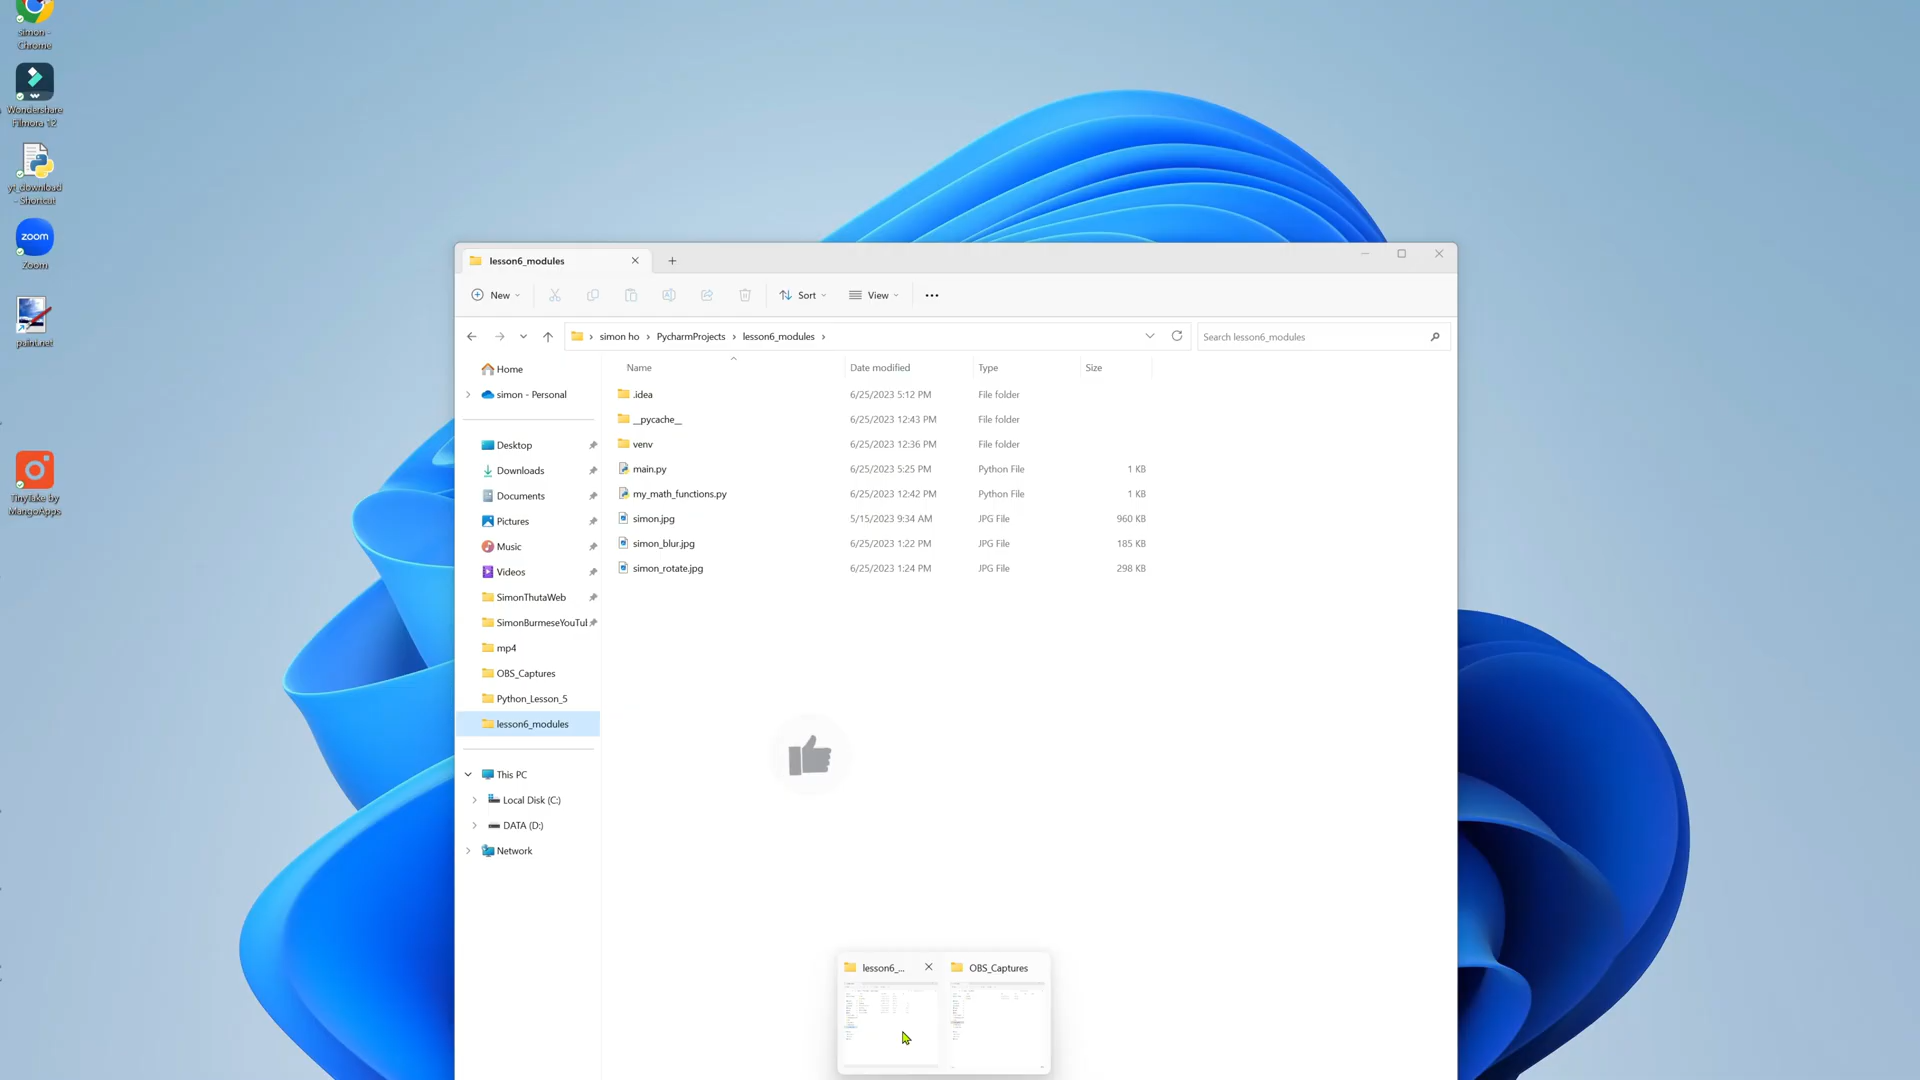 simon -
Chrome
Wondershare
Filmora 12
yt_download
- Shortcut
zoom
Zoom
paint.net
TinyTake by
MangoApps
lesson6_modules
New
Sort
View
simon ho > PycharmProjects > lesson6_modules >
Search lesson6_modules
Home
simon - Personal
Desktop
Downloads
Documents
Pictures
Music
Videos
SimonThutaWeb
SimonBurmeseYouTu
mp4
OBS_Captures
Python_Lesson_5
lesson6_modules
This PC
Local Disk (C:)
DATA (D:)
Network
Name Date modified Type Size
.idea 6/25/2023 5:12 PM File folder
__pycache__ 6/25/2023 12:43 PM File folder
venv 6/25/2023 12:36 PM File folder
main.py 6/25/2023 5:25 PM Python File 1 KB
my_math_functions.py 6/25/2023 12:42 PM Python File 1 KB
simon.jpg 5/15/2023 9:34 AM JPG File 960 KB
simon_blur.jpg 6/25/2023 1:22 PM JPG File 185 KB
simon_rotate.jpg 6/25/2023 1:24 PM JPG File 298 KB
lesson6_...
OBS_Captures